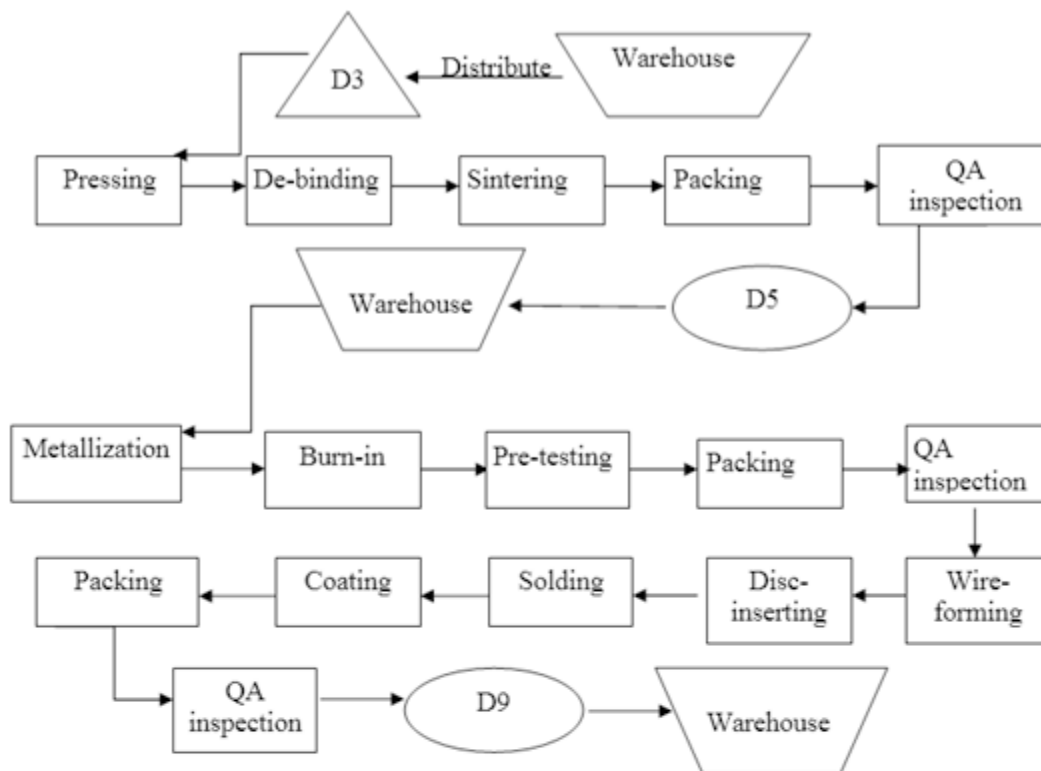 D3
Distribute
Warehouse
Pressing
De-binding
Sintering
Packing
QA
inspection
Warehouse
D5
Metallization
Burn-in
Pre-testing
Packing
QA
inspection
Packing
Coating
Solding
Disc-
inserting
Wire-
forming
QA
inspection
D9
Warehouse